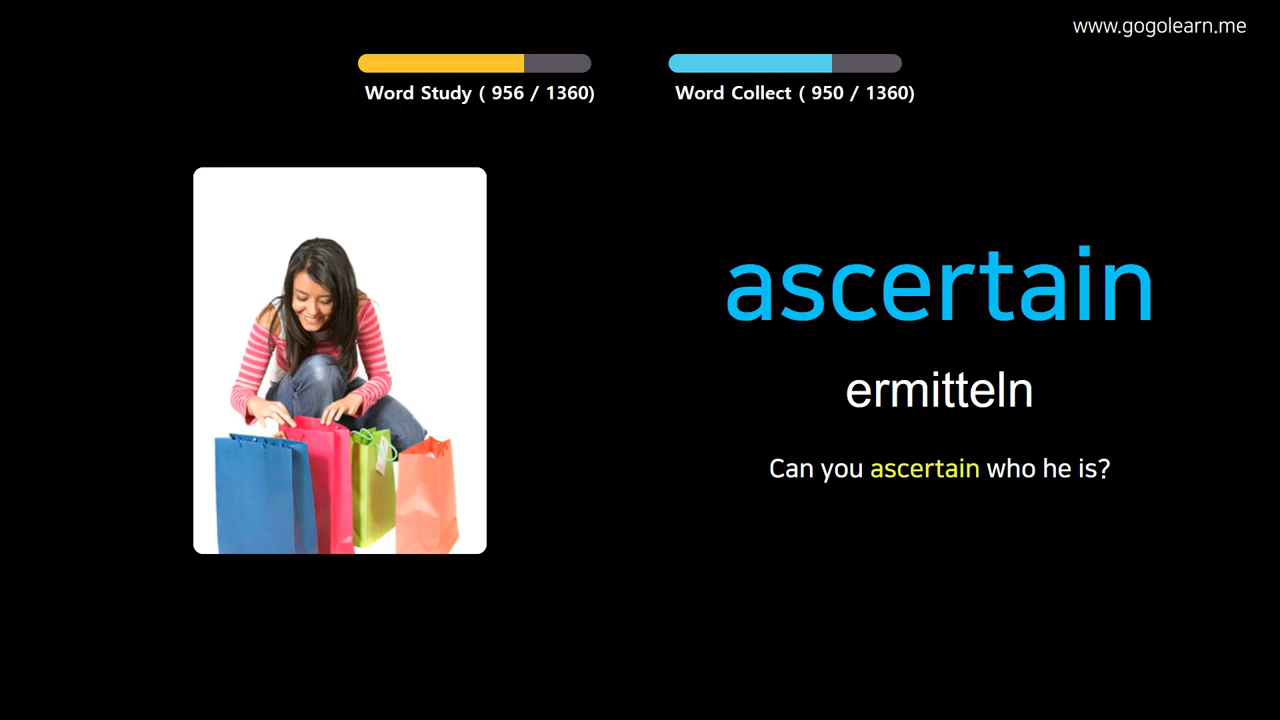 www.gogolearn.me
Word Study ( 956 / 1360)
Word Collect ( 950 / 1360)
ascertain
ermitteln
Can you ascertain who he is?